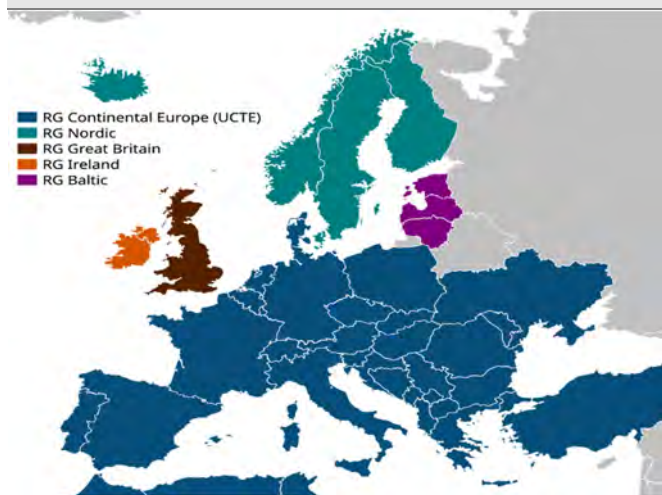 RG Continental Europe (UCTE)
RG Nordic
RG Great Britain
RG Ireland
RG Baltic